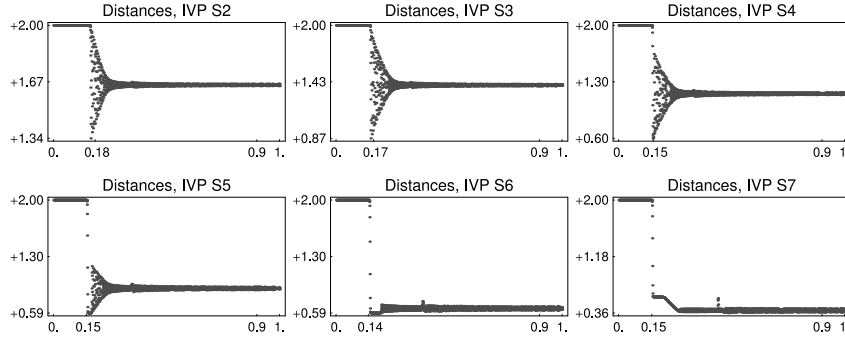 Distances, IVP S2
+2.00
+1.67
+1.34
0. 0.18 0.9 1.
Distances, IVP S3
+2.00
+1.43
+0.87
0. 0.17 0.9 1.
Distances, IVP S4
+2.00
+1.30
+0.60
0. 0.15 0.9 1.
Distances, IVP S5
+2.00
+1.30
+0.59
0. 0.15 0.9 1.
Distances, IVP S6
+2.00
+1.30
+0.59
0. 0.14 0.9 1.
Distances, IVP S7
+2.00
+1.18
+0.36
0. 0.15 0.9 1.